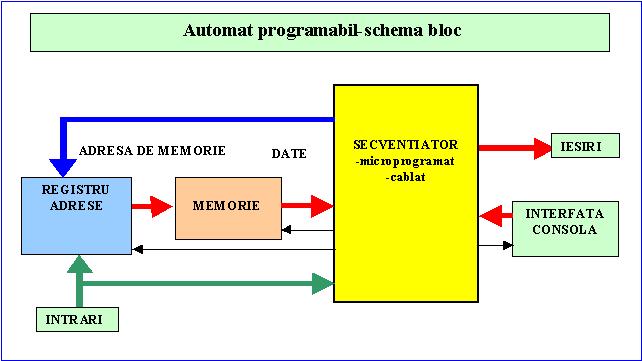 Automat programabil-schema bloc
ADRESA DE MEMORIE
DATE
SECVENTIATOR
-microprogramat
-cablat
IESIRI
REGISTRU
ADRESE
MEMORIE
INTERFATA
CONSOLA
INTRARI